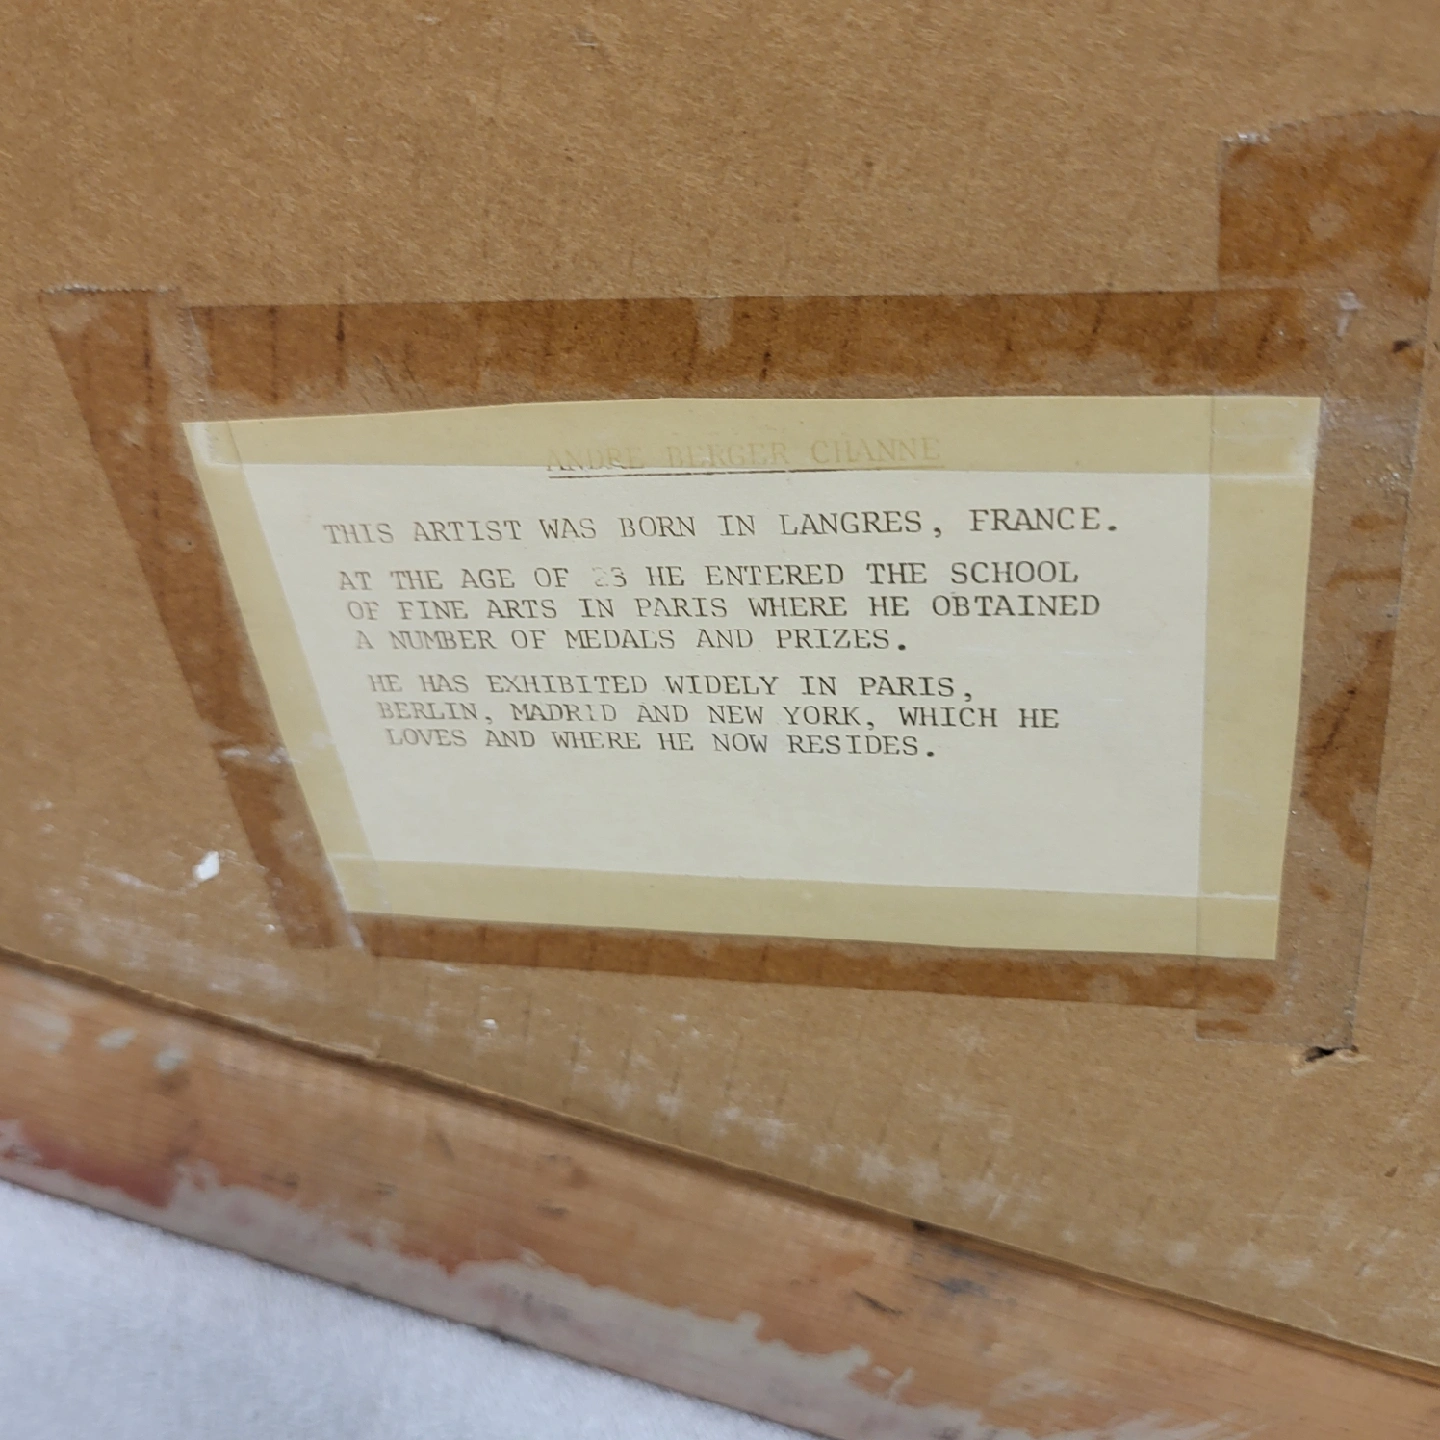 ANDRE BERGER CHANNE
THIS ARTIST WAS BORN IN LANGRES, FRANCE.
AT THE AGE OF 23 HE ENTERED THE SCHOOL
OF FINE ARTS IN PARIS WHERE HE OBTAINED
A NUMBER OF MEDALS AND PRIZES.
HE HAS EXHIBITED WIDELY IN PARIS,
BERLIN, MADRID AND NEW YORK, WHICH HE
LOVES AND WHERE HE NOW RESIDES.